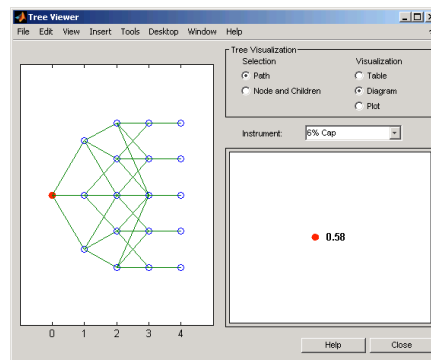 Tree Viewer
File Edit View Insert Tools Desktop Window Help
Tree Visualization
Selection Visualization
Path Table
Node and Children Diagram
Plot
Instrument: 6% Cap
0.58
0 1 2 3 4
Help Close